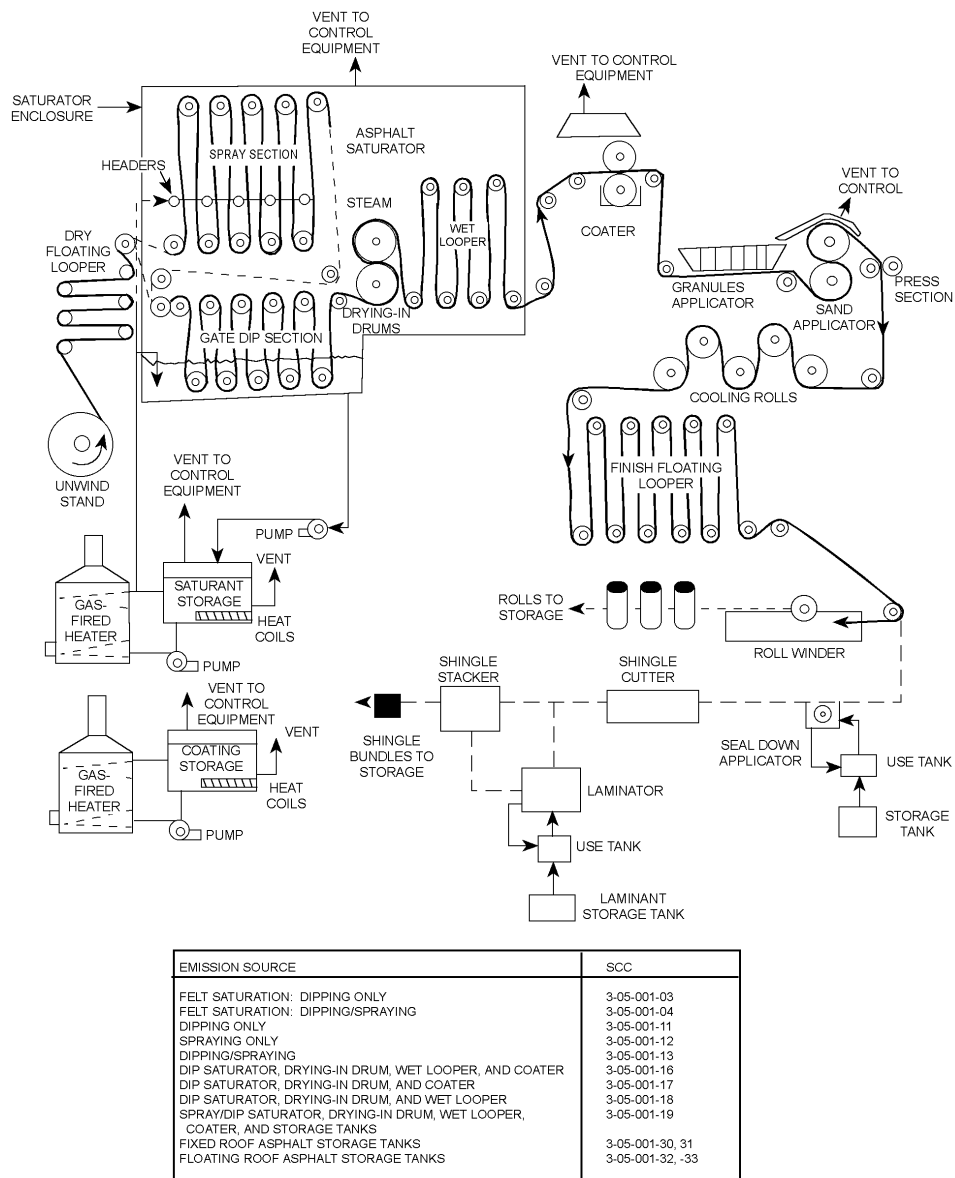 VENT TO
CONTROL
EQUIPMENT
SATURATOR
ENCLOSURE
ASPHALT
SATURATOR
SPRAY SECTION
HEADERS
STEAM
DRY
FLOATING
LOOPER
WET
LOOPER
DRYING-IN
DRUMS
GATE DIP SECTION
UNWIND
STAND
VENT TO CONTROL
EQUIPMENT
COATER
VENT TO
CONTROL
GRANULES
APPLICATOR
SAND
APPLICATOR
PRESS
SECTION
COOLING ROLLS
FINISH FLOATING
LOOPER
VENT TO
CONTROL
EQUIPMENT
PUMP
VENT
GAS-
FIRED
HEATER
SATURANT
STORAGE
HEAT
COILS
PUMP
ROLLS TO
STORAGE
ROLL WINDER
VENT TO
CONTROL
EQUIPMENT
VENT
GAS-
FIRED
HEATER
COATING
STORAGE
HEAT
COILS
PUMP
SHINGLE
STACKER
SHINGLE
CUTTER
SHINGLE
BUNDLES TO
STORAGE
SEAL DOWN
APPLICATOR
USE TANK
STORAGE
TANK
LAMINATOR
USE TANK
LAMINANT
STORAGE TANK
EMISSION SOURCE SCC
FELT SATURATION: DIPPING ONLY 3-05-001-03
FELT SATURATION: DIPPING/SPRAYING 3-05-001-04
DIPPING ONLY 3-05-001-11
SPRAYING ONLY 3-05-001-12
DIPPING/SPRAYING 3-05-001-13
DIP SATURATOR, DRYING-IN DRUM, WET LOOPER, AND COATER 3-05-001-16
DIP SATURATOR, DRYING-IN DRUM, AND COATER 3-05-001-17
DIP SATURATOR, DRYING-IN DRUM, AND WET LOOPER 3-05-001-18
SPRAY/DIP SATURATOR, DRYING-IN DRUM, WET LOOPER, 3-05-001-19
COATER, AND STORAGE TANKS
FIXED ROOF ASPHALT STORAGE TANKS 3-05-001-30, 31
FLOATING ROOF ASPHALT STORAGE TANKS 3-05-001-32, -33